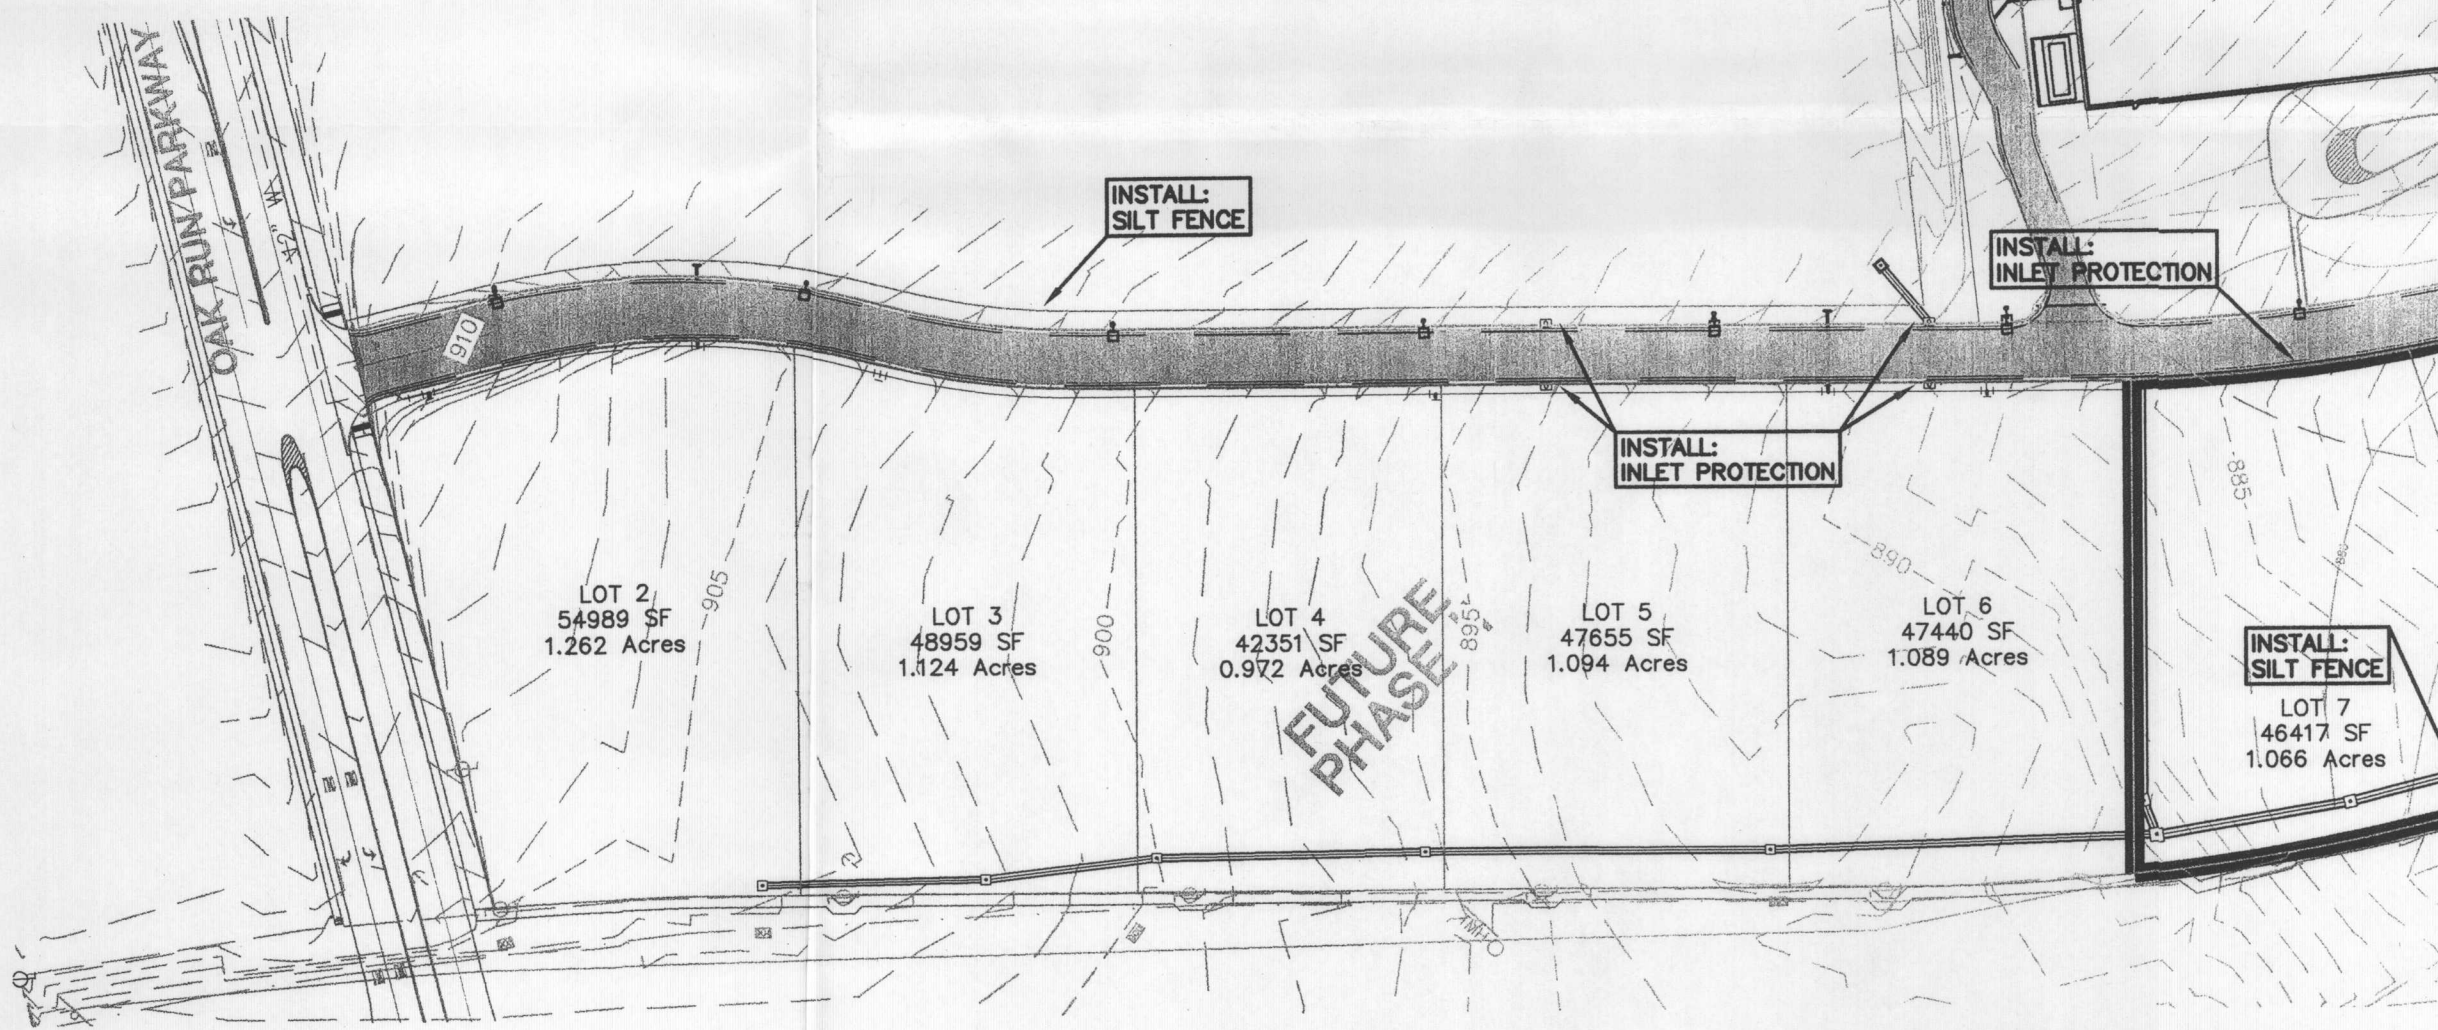 OAK RUN PARKWAY
42" W
910
INSTALL:
SILT FENCE
INSTALL:
INLET PROTECTION
INSTALL:
INLET PROTECTION
LOT 2
54989 SF
1.262 Acres
905
LOT 3
48959 SF
1.124 Acres
900
LOT 4
42351 SF
0.972 Acres
FUTURE
PHASE
895
LOT 5
47655 SF
1.094 Acres
890
LOT 6
47440 SF
1.089 Acres
885
880
INSTALL:
SILT FENCE
LOT 7
46417 SF
1.066 Acres